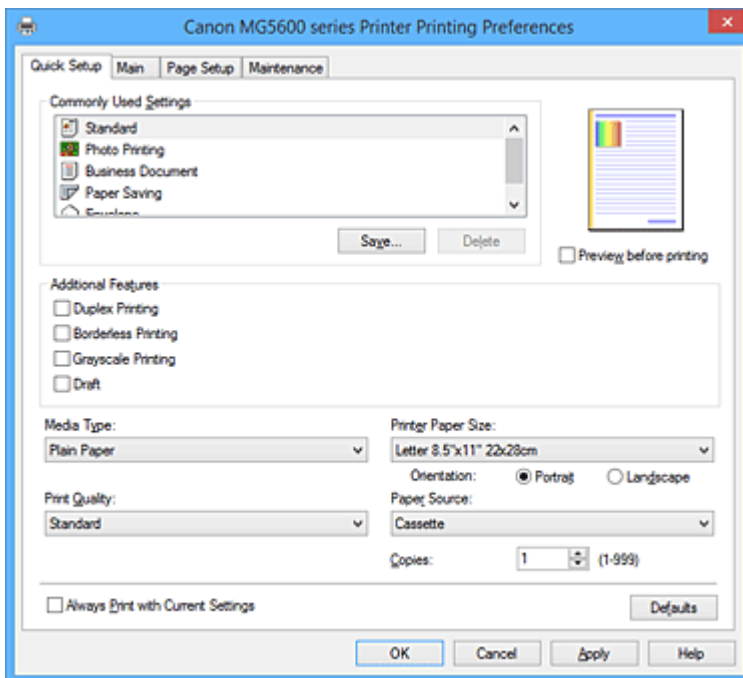 Canon MG5600 series Printer Printing Preferences
Quick Setup Main Page Setup Maintenance
Commonly Used Settings
Standard
Photo Printing
Business Document
Paper Saving
Envelope
Save... Delete
Preview before printing
Additional Features
Duplex Printing
Borderless Printing
Grayscale Printing
Draft
Media Type:
Plain Paper
Printer Paper Size:
Letter 8.5"x11" 22x28cm
Orientation: Portrait Landscape
Print Quality:
Standard
Paper Source:
Cassette
Copies: 1 (1-999)
Always Print with Current Settings
Defaults
OK Cancel Apply Help